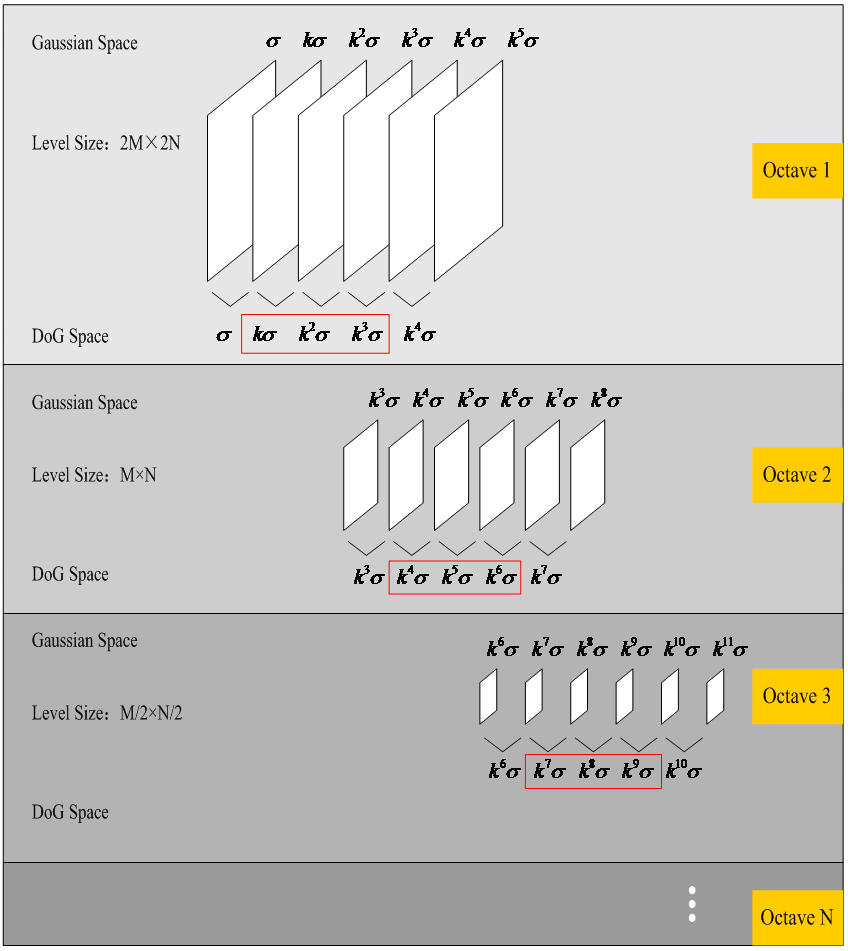 Gaussian Space σ kσ k²σ k³σ k⁴σ k⁵σ
Level Size：2M×2N
Octave 1
DoG Space σ kσ k²σ k³σ k⁴σ
Gaussian Space k³σ k⁴σ k⁵σ k⁶σ k⁷σ k⁸σ
Level Size：M×N
Octave 2
DoG Space k³σ k⁴σ k⁵σ k⁶σ k⁷σ
Gaussian Space k⁶σ k⁷σ k⁸σ k⁹σ k¹⁰σ k¹¹σ
Octave 3
Level Size：M/2×N/2
k⁶σ k⁷σ k⁸σ k⁹σ k¹⁰σ
DoG Space
Octave N